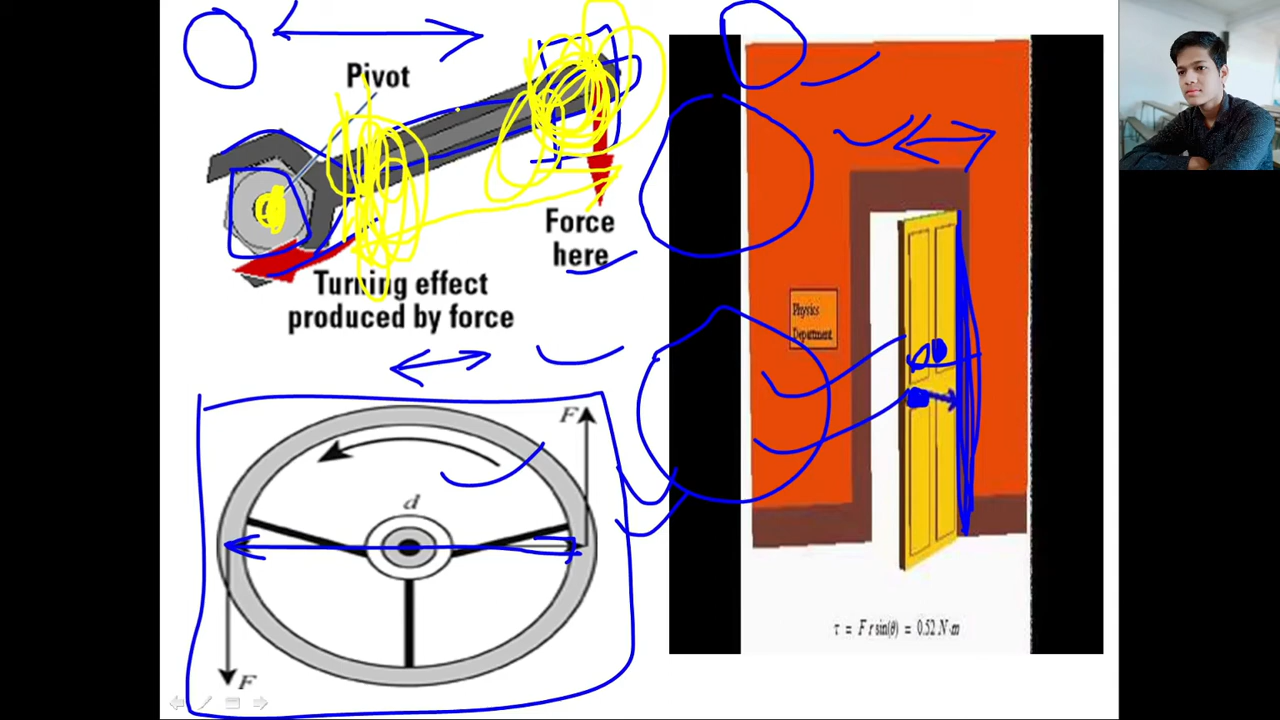 Pivot
Force
here
Turning effect
produced by force
F
d
F
Physics
Department
τ = F r sin(θ) = 0.52 N·m